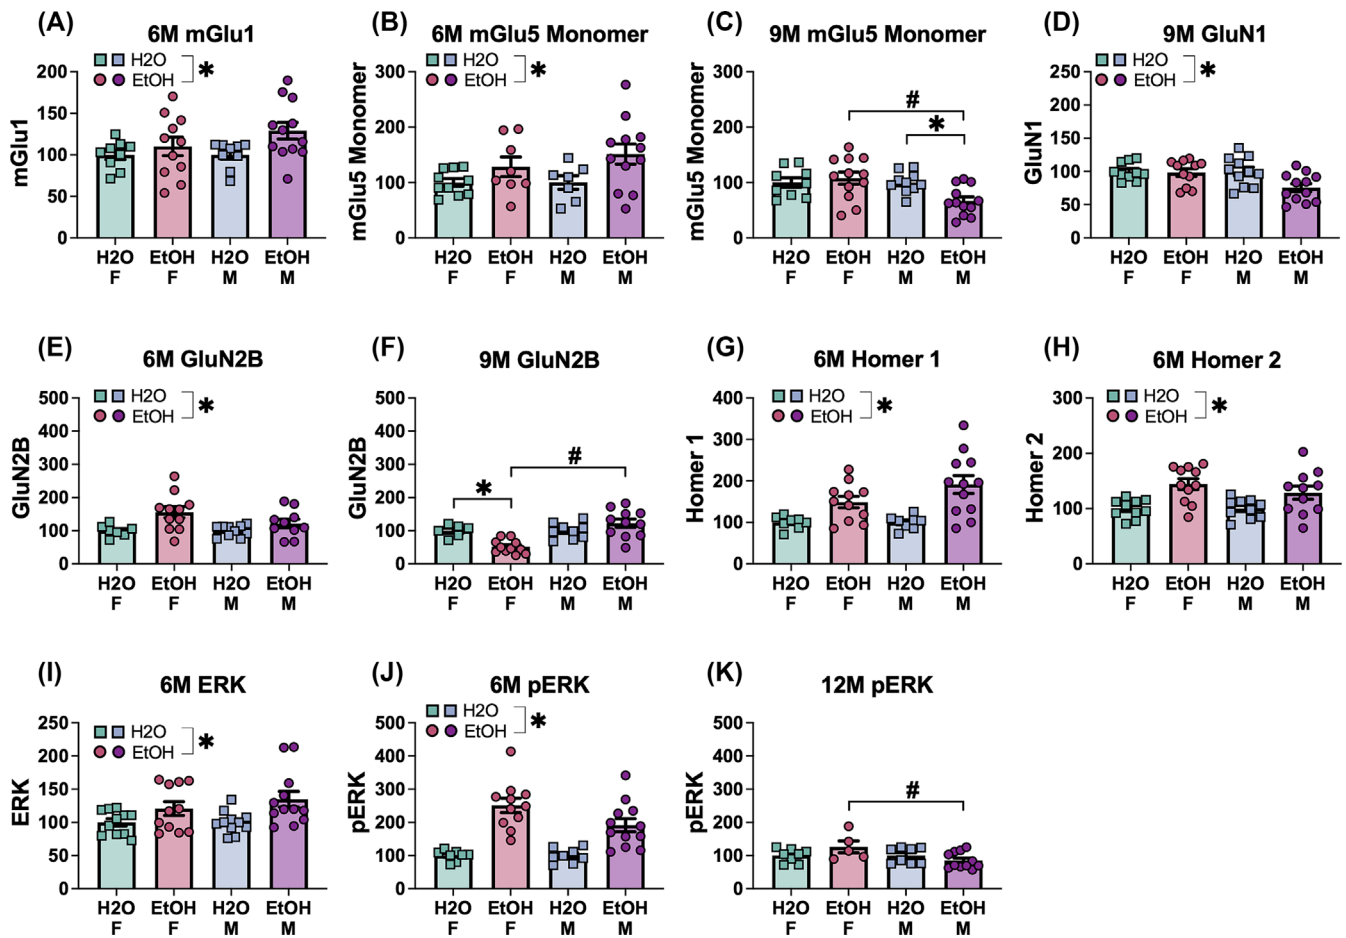 (A) 6M mGlu1
H2O
EtOH *
mGlu1
200
150
100
50
0
H2O EtOH H2O EtOH
F F M M
(B) 6M mGlu5 Monomer
H2O
EtOH *
mGlu5 Monomer
300
200
100
0
H2O EtOH H2O EtOH
F F M M
(C) 9M mGlu5 Monomer
mGlu5 Monomer
300
200
100
0
#
*
H2O EtOH H2O EtOH
F F M M
(D) 9M GluN1
H2O
EtOH *
GluN1
250
200
150
100
50
0
H2O EtOH H2O EtOH
F F M M
(E) 6M GluN2B
H2O
EtOH *
GluN2B
500
400
300
200
100
0
H2O EtOH H2O EtOH
F F M M
(F) 9M GluN2B
GluN2B
500
400
300
200
100
0
#
*
H2O EtOH H2O EtOH
F F M M
(G) 6M Homer 1
H2O
EtOH *
Homer 1
400
300
200
100
0
H2O EtOH H2O EtOH
F F M M
(H) 6M Homer 2
H2O
EtOH *
Homer 2
300
200
100
0
H2O EtOH H2O EtOH
F F M M
(I) 6M ERK
H2O
EtOH *
ERK
250
200
150
100
50
0
H2O EtOH H2O EtOH
F F M M
(J) 6M pERK
H2O
EtOH *
pERK
500
400
300
200
100
0
H2O EtOH H2O EtOH
F F M M
(K) 12M pERK
pERK
500
400
300
200
100
0
#
H2O EtOH H2O EtOH
F F M M